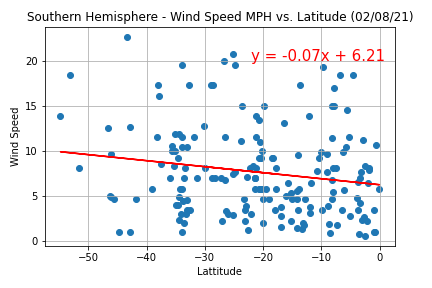 Southern Hemisphere - Wind Speed MPH vs. Latitude (02/08/21)
y = -0.07x + 6.21
Wind Speed
20
15
10
5
0
−50
−40
−30
−20
−10
0
Lattitude